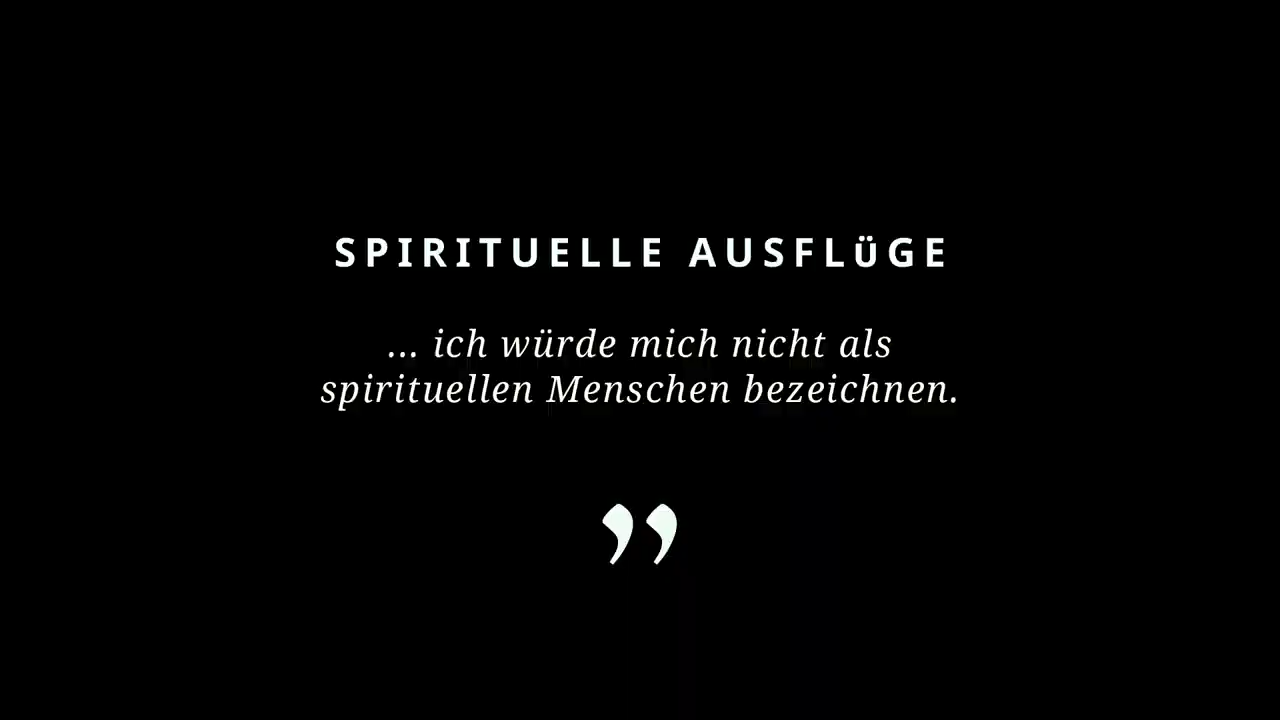 SPIRITUELLE AUSFLÜGE
... ich würde mich nicht als
spirituellen Menschen bezeichnen.
”